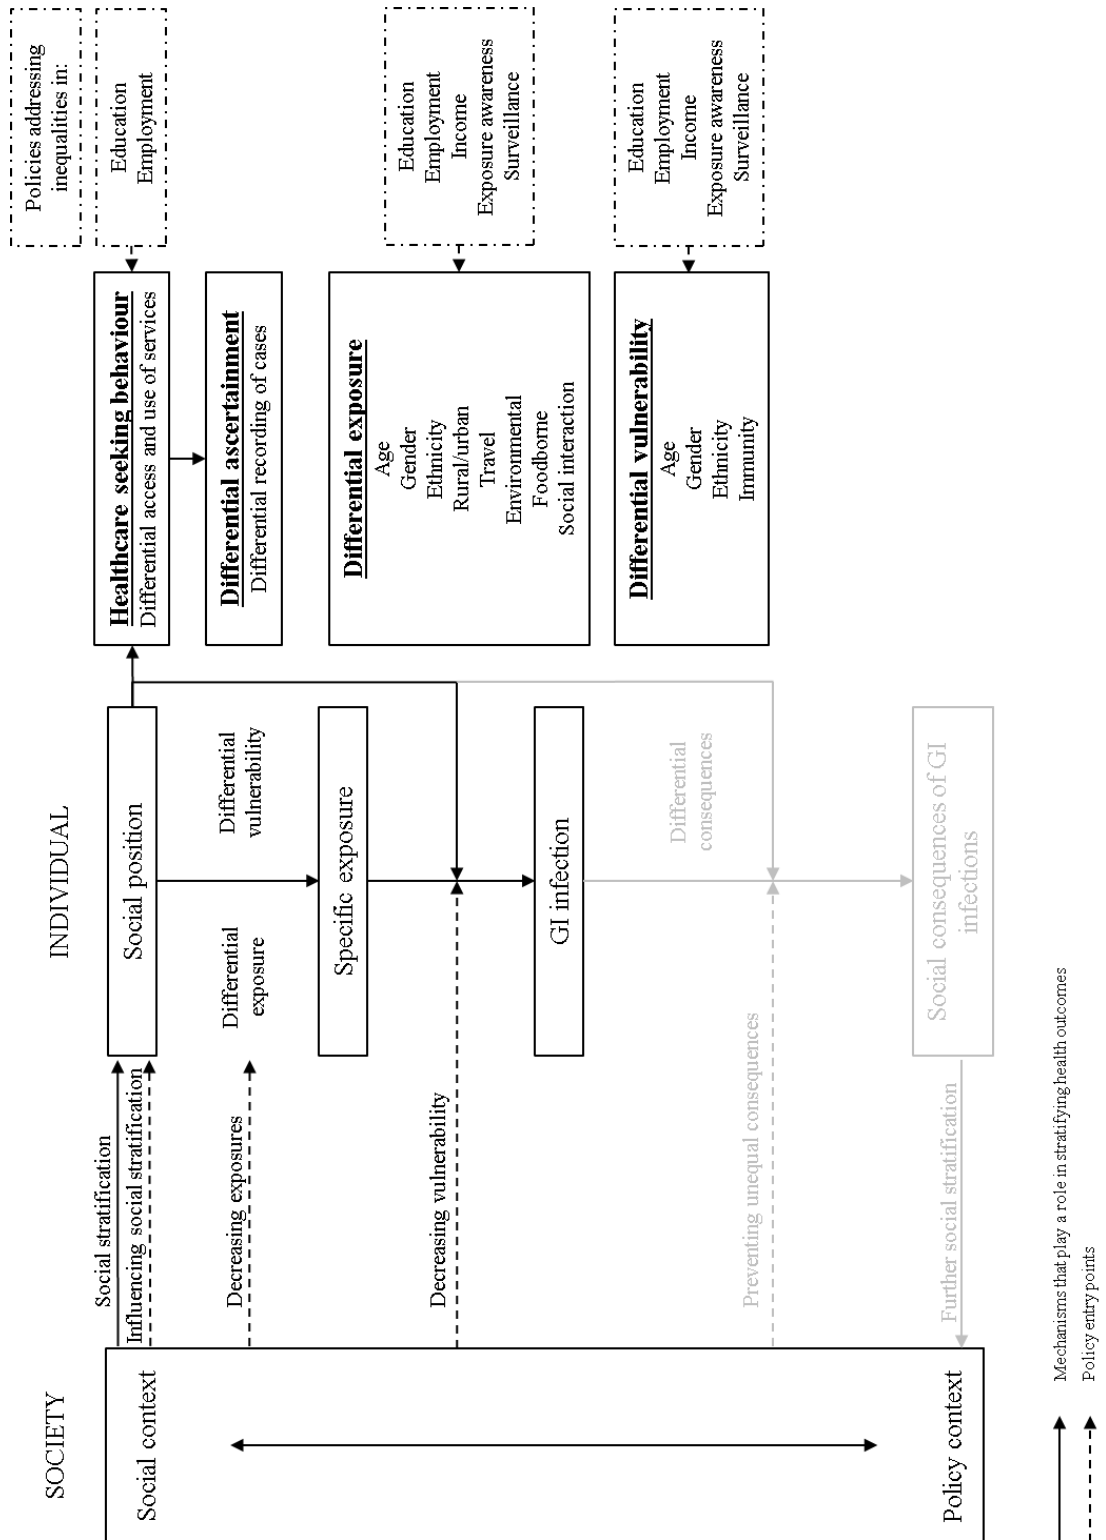 SOCIETY
INDIVIDUAL
Social context
Policy context
Social stratification
Influencing social stratification
Decreasing exposures
Decreasing vulnerability
Preventing unequal consequences
Further social stratification
Social position
Differential
exposure
Differential
vulnerability
Specific exposure
GI infection
Differential
consequences
Social consequences of GI
infections
Healthcare seeking behaviour
Differential access and use of services
Differential ascertainment
Differential recording of cases
Differential exposure
Age
Gender
Ethnicity
Rural/urban
Travel
Environmental
Foodborne
Social interaction
Differential vulnerability
Age
Gender
Ethnicity
Immunity
Policies addressing
inequalities in:
Education
Employment
Education
Employment
Income
Exposure awareness
Surveillance
Education
Employment
Income
Exposure awareness
Surveillance
Mechanisms that play a role in stratifying health outcomes
Policy entry points